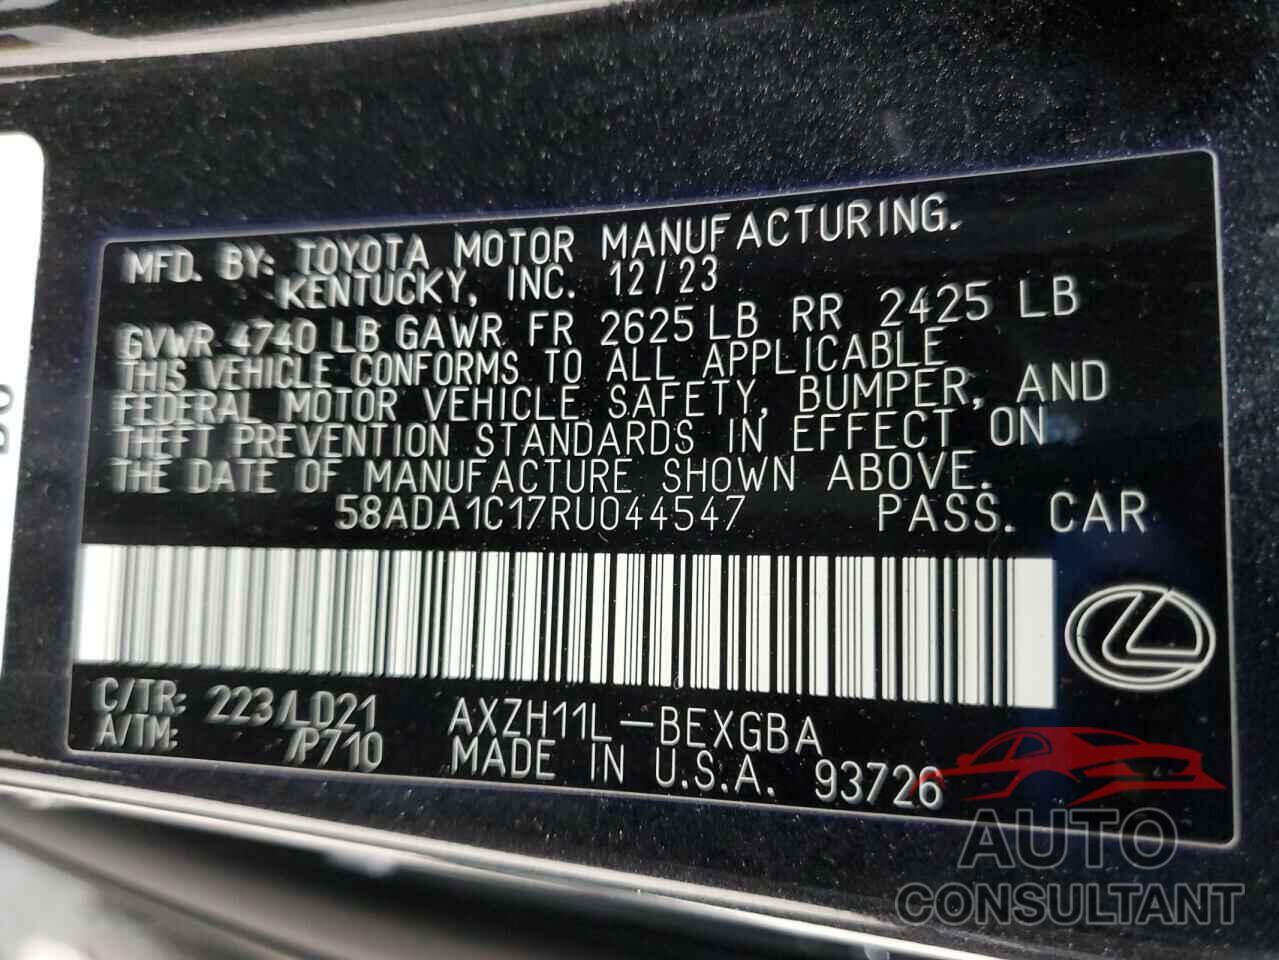 MFD. BY: TOYOTA MOTOR MANUFACTURING.
KENTUCKY, INC. 12/23
GVWR 4740 LB GAWR FR 2625 LB RR 2425 LB
THIS VEHICLE CONFORMS TO ALL APPLICABLE
FEDERAL MOTOR VEHICLE SAFETY, BUMPER, AND
THEFT PREVENTION STANDARDS IN EFFECT ON
THE DATE OF MANUFACTURE SHOWN ABOVE.
58ADA1C17RU044547 PASS. CAR
C/TR: 223/LD21 AXZH11L-BEXGBA
A/TM: /P710 MADE IN U.S.A. 93726
AUTO
CONSULTANT